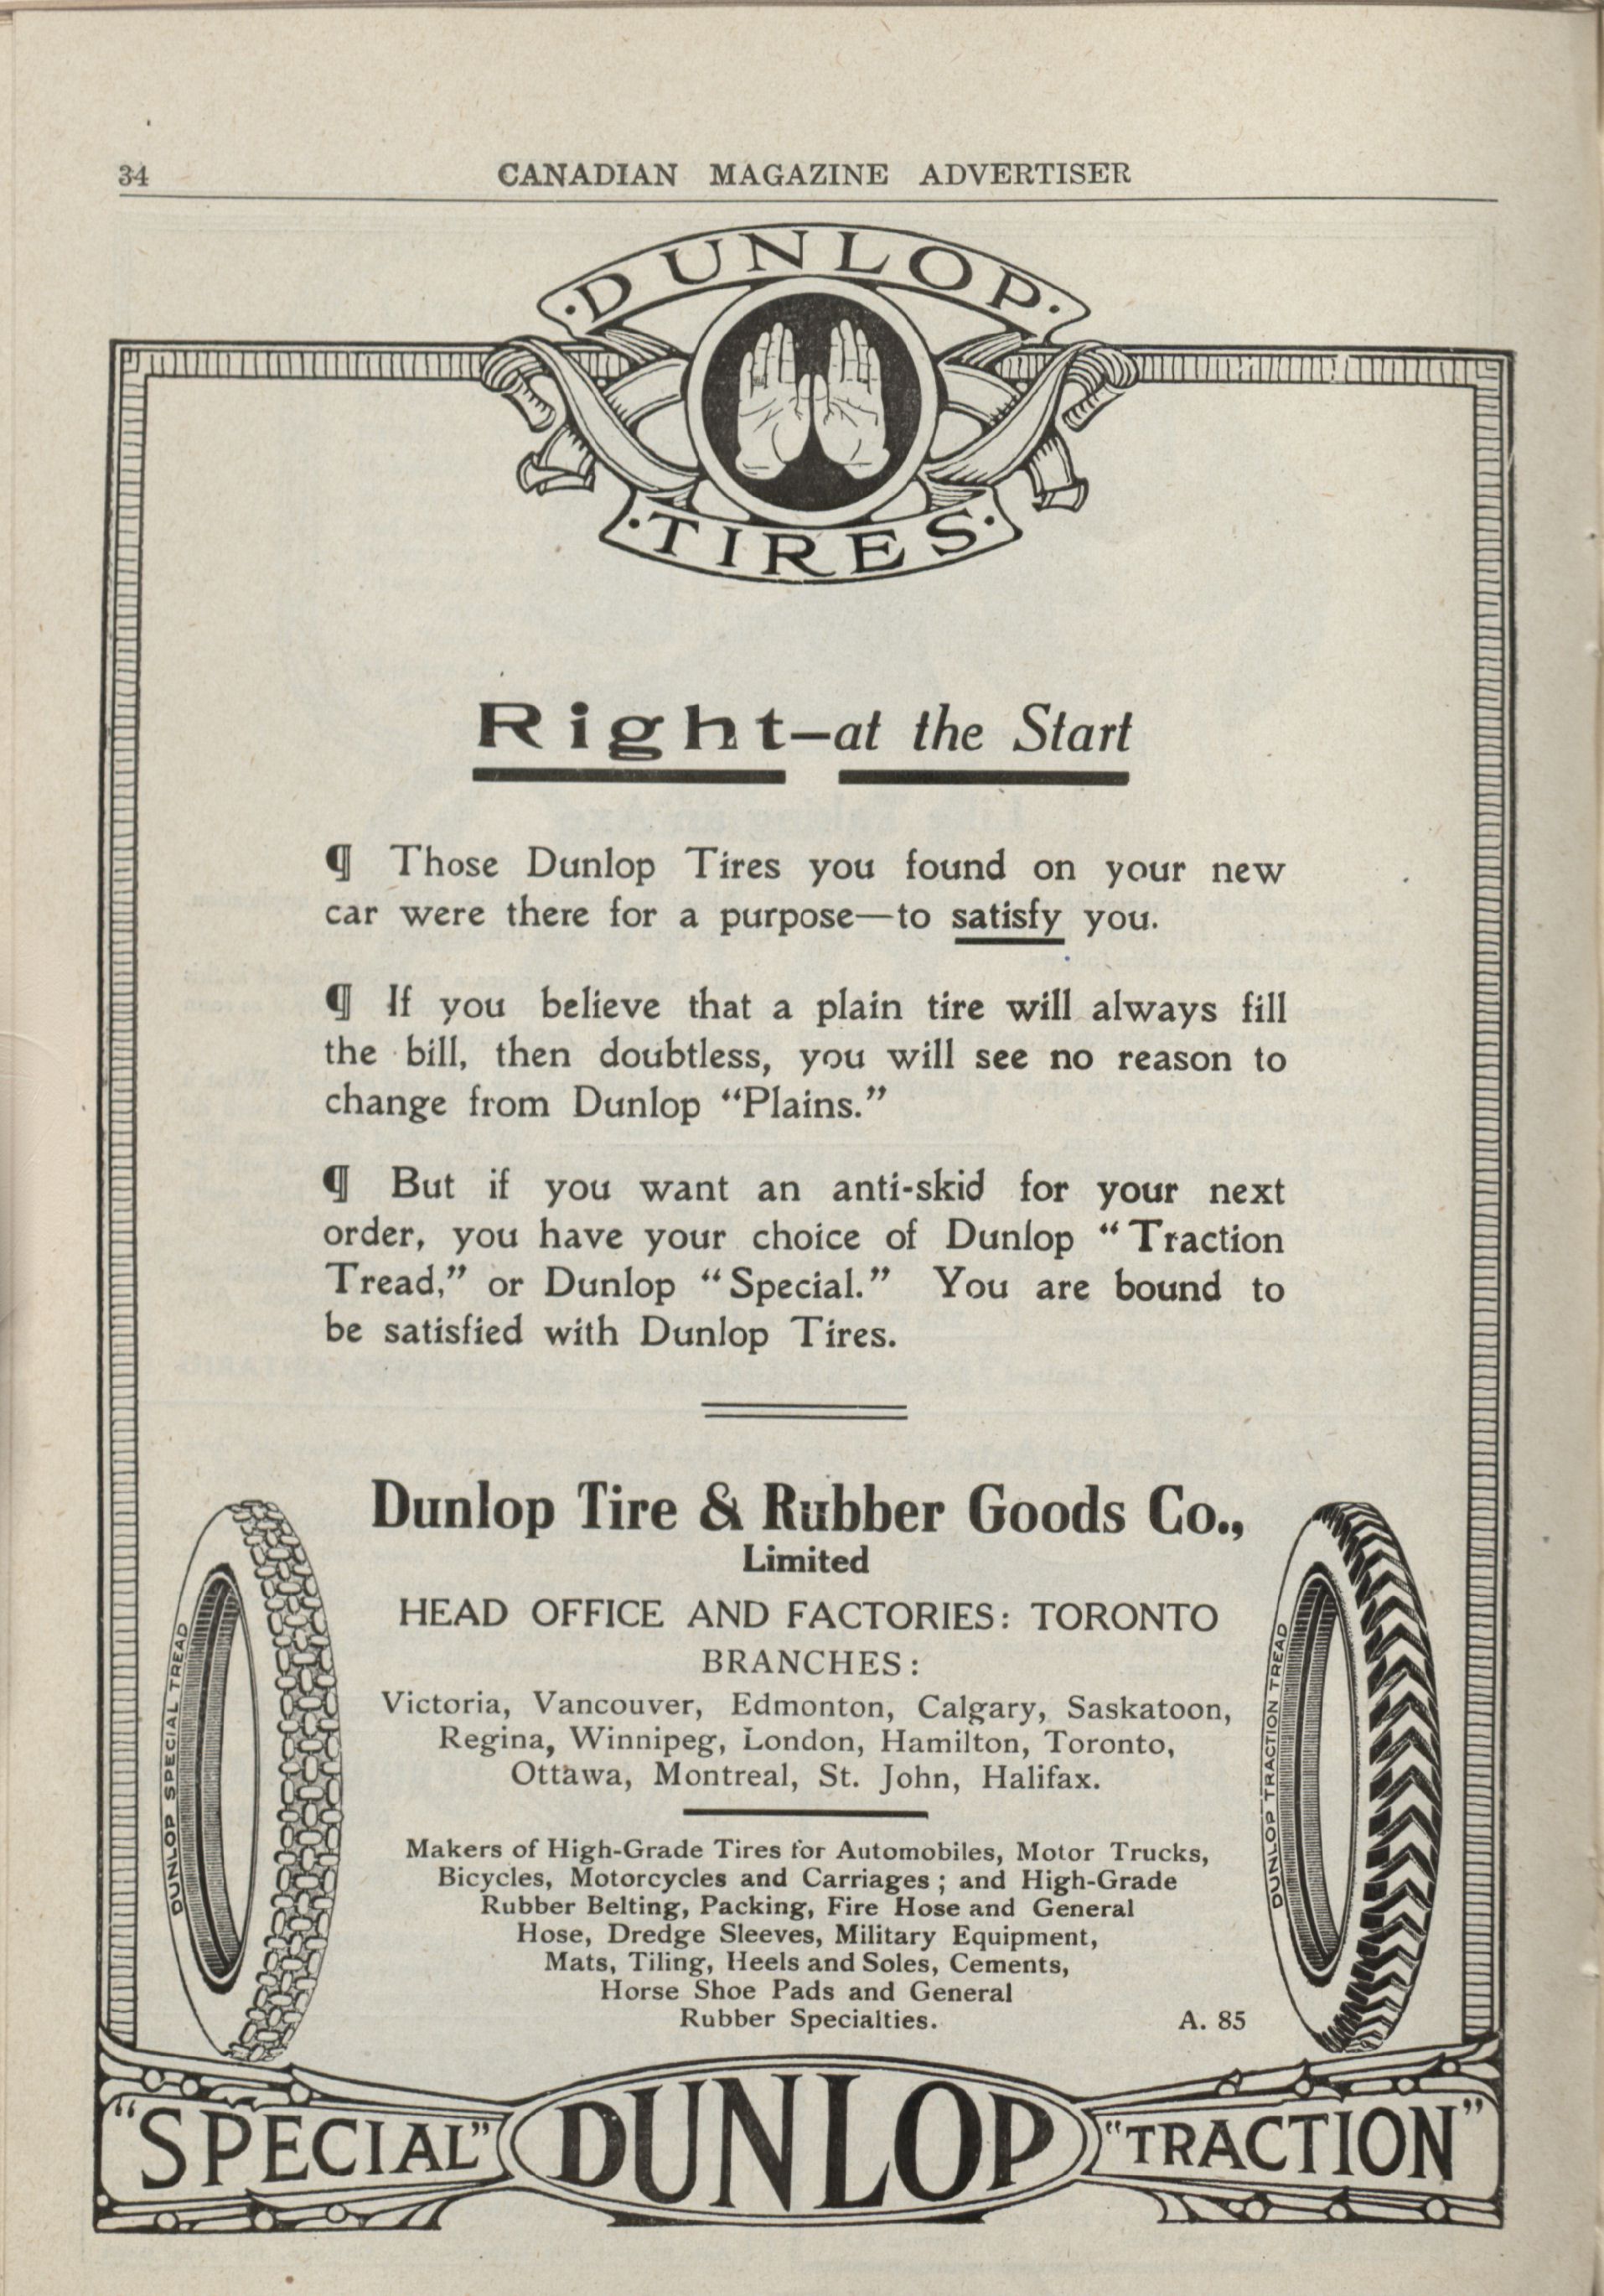 34
CANADIAN MAGAZINE ADVERTISER
·DUNLOP·
·TIRES·
Right—at the Start
¶ Those Dunlop Tires you found on your new
car were there for a purpose—to satisfy you.
¶ If you believe that a plain tire will always fill
the bill, then doubtless, you will see no reason to
change from Dunlop "Plains."
¶ But if you want an anti-skid for your next
order, you have your choice of Dunlop "Traction
Tread," or Dunlop "Special." You are bound to
be satisfied with Dunlop Tires.
Dunlop Tire & Rubber Goods Co.,
Limited
HEAD OFFICE AND FACTORIES: TORONTO
BRANCHES:
Victoria, Vancouver, Edmonton, Calgary, Saskatoon,
Regina, Winnipeg, London, Hamilton, Toronto,
Ottawa, Montreal, St. John, Halifax.
Makers of High-Grade Tires for Automobiles, Motor Trucks,
Bicycles, Motorcycles and Carriages; and High-Grade
Rubber Belting, Packing, Fire Hose and General
Hose, Dredge Sleeves, Military Equipment,
Mats, Tiling, Heels and Soles, Cements,
Horse Shoe Pads and General
Rubber Specialties.
A. 85
DUNLOP SPECIAL TREAD
DUNLOP TRACTION TREAD
"SPECIAL" DUNLOP "TRACTION"